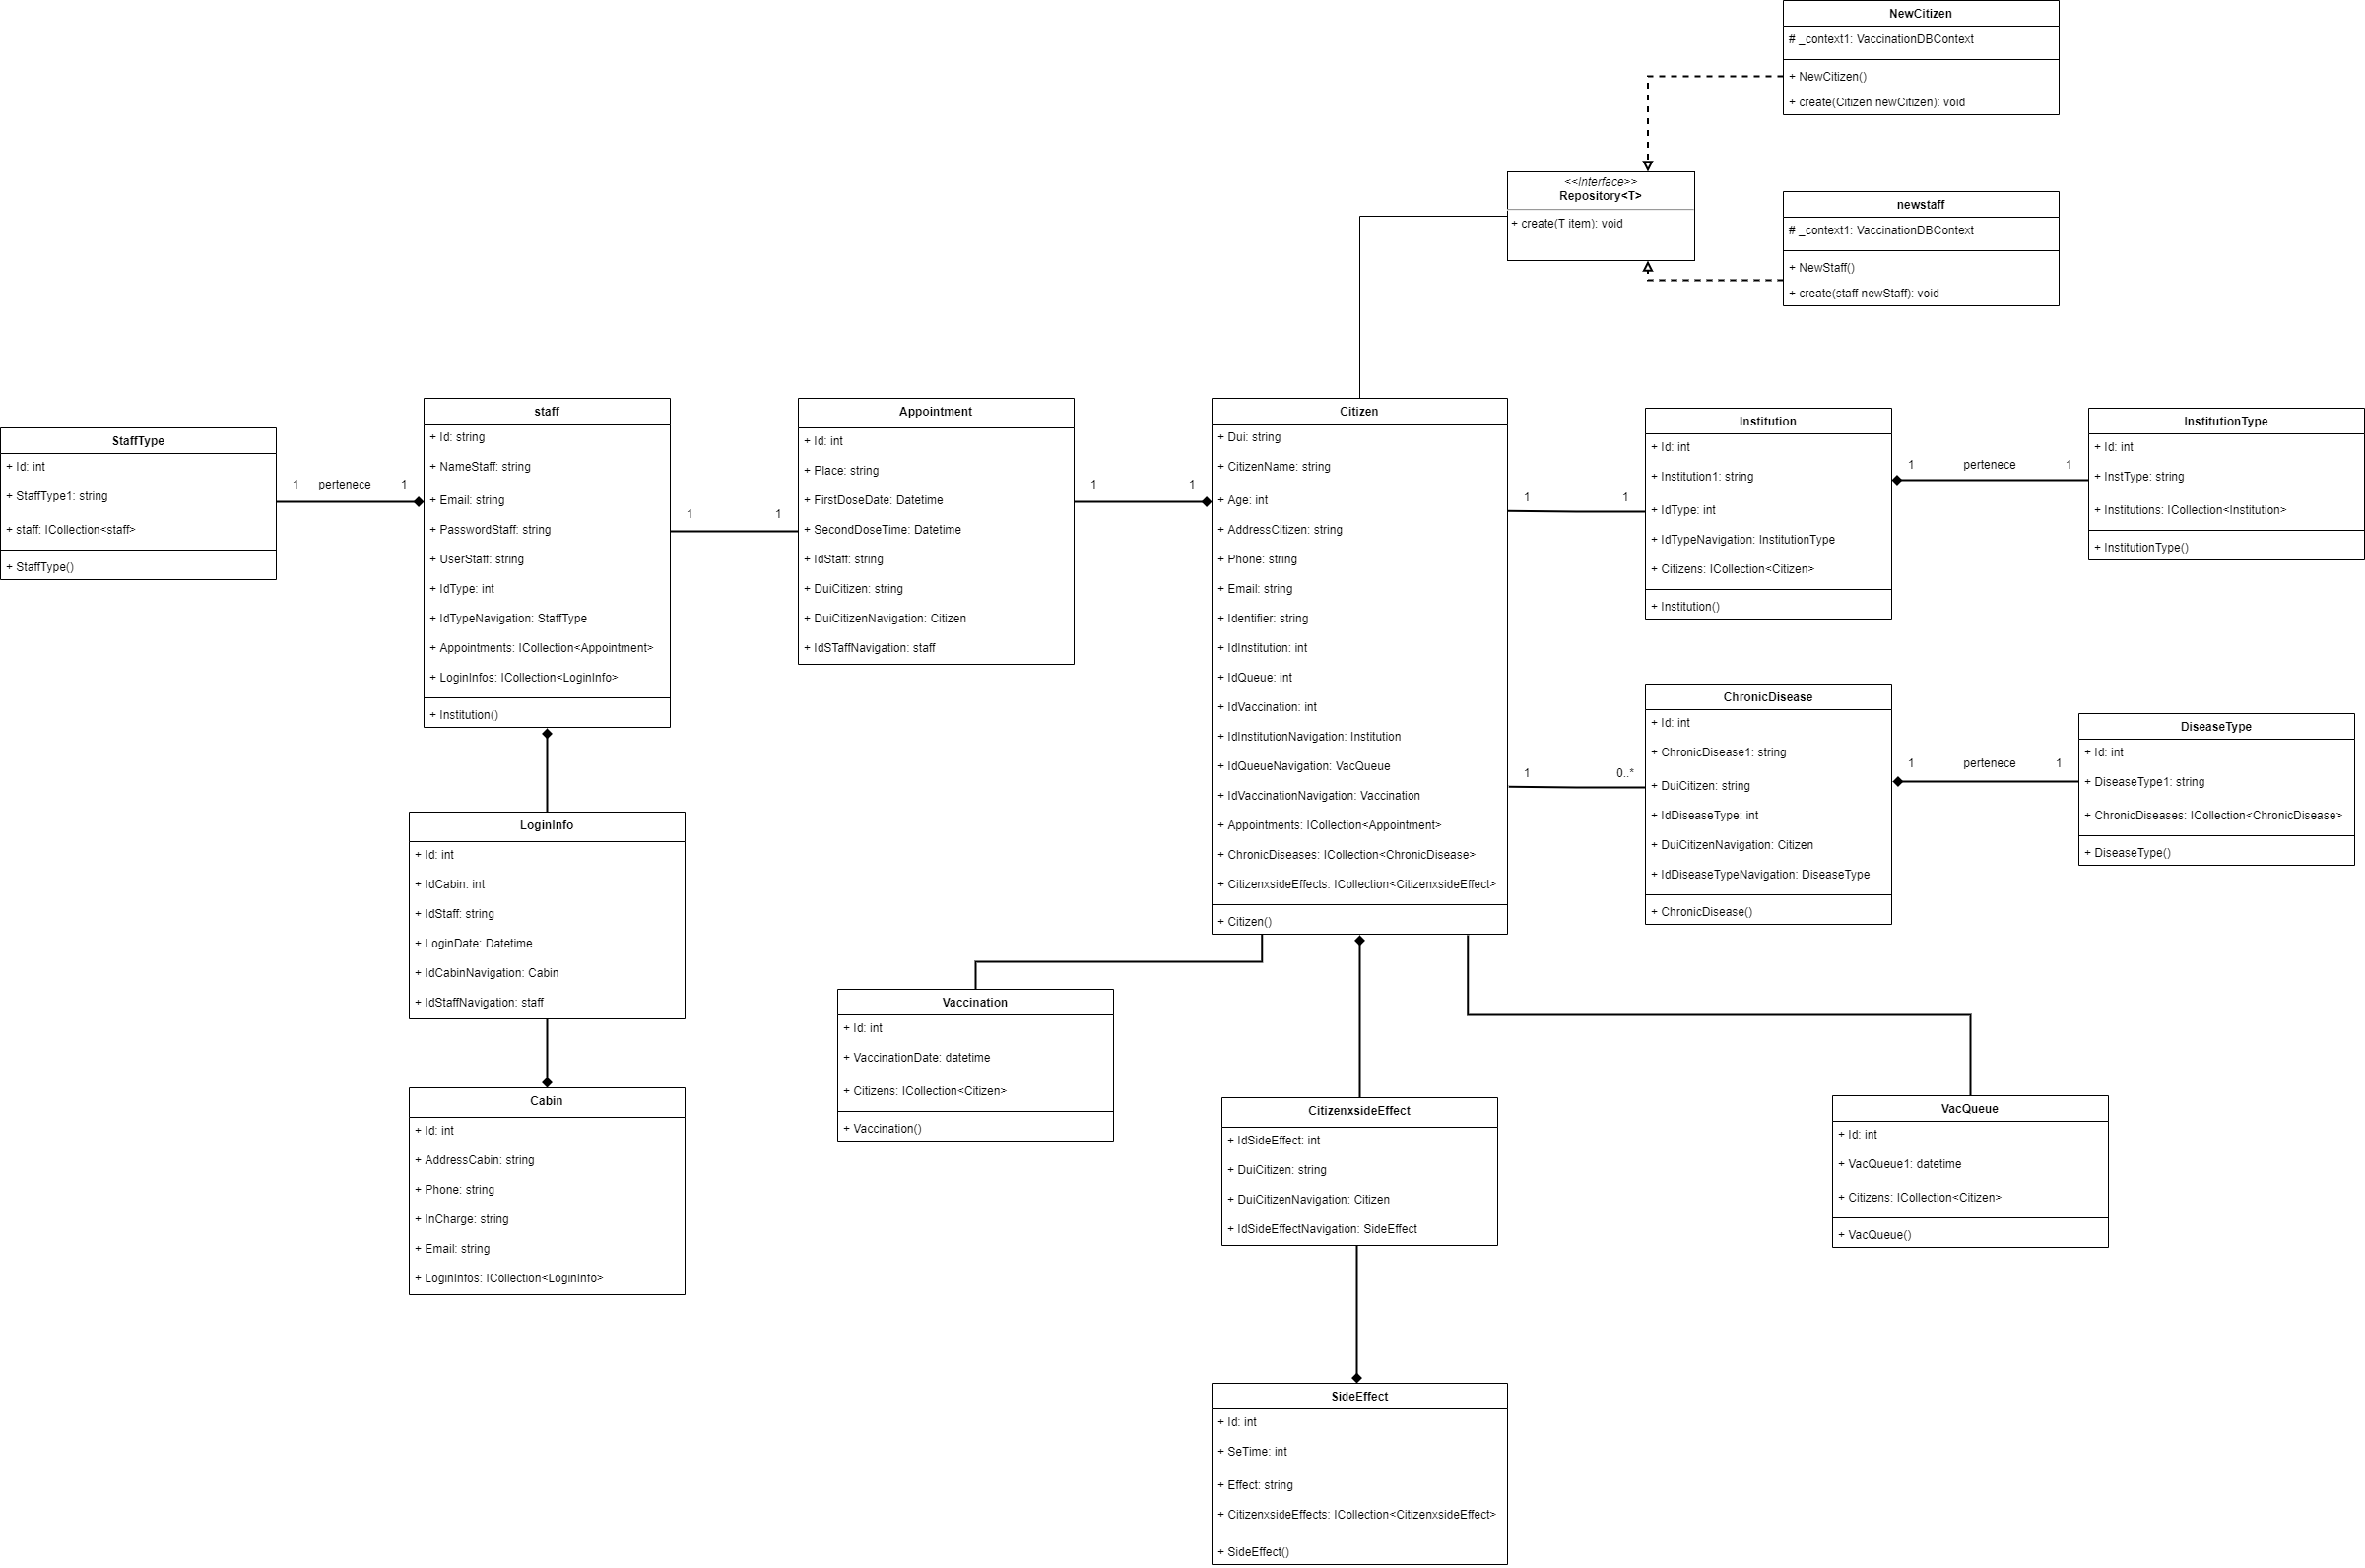 NewCitizen
# _context1: VaccinationDBContext
+ NewCitizen()
+ create(Citizen newCitizen): void
<<Interface>>
Repository<T>
+ create(T item): void
newstaff
# _context1: VaccinationDBContext
+ NewStaff()
+ create(staff newStaff): void
StaffType
+ Id: int
+ StaffType1: string
+ staff: ICollection<staff>
+ StaffType()
1 pertenece 1
staff
+ Id: string
+ NameStaff: string
+ Email: string
+ PasswordStaff: string
+ UserStaff: string
+ IdType: int
+ IdTypeNavigation: StaffType
+ Appointments: ICollection<Appointment>
+ LoginInfos: ICollection<LoginInfo>
+ Institution()
1 1
Appointment
+ Id: int
+ Place: string
+ FirstDoseDate: Datetime
+ SecondDoseTime: Datetime
+ IdStaff: string
+ DuiCitizen: string
+ DuiCitizenNavigation: Citizen
+ IdSTaffNavigation: staff
1 1
Citizen
+ Dui: string
+ CitizenName: string
+ Age: int
+ AddressCitizen: string
+ Phone: string
+ Email: string
+ Identifier: string
+ IdInstitution: int
+ IdQueue: int
+ IdVaccination: int
+ IdInstitutionNavigation: Institution
+ IdQueueNavigation: VacQueue
+ IdVaccinationNavigation: Vaccination
+ Appointments: ICollection<Appointment>
+ ChronicDiseases: ICollection<ChronicDisease>
+ CitizenxsideEffects: ICollection<CitizenxsideEffect>
+ Citizen()
1 1
Institution
+ Id: int
+ Institution1: string
+ IdType: int
+ IdTypeNavigation: InstitutionType
+ Citizens: ICollection<Citizen>
+ Institution()
1 pertenece 1
InstitutionType
+ Id: int
+ InstType: string
+ Institutions: ICollection<Institution>
+ InstitutionType()
1 0..*
ChronicDisease
+ Id: int
+ ChronicDisease1: string
+ DuiCitizen: string
+ IdDiseaseType: int
+ DuiCitizenNavigation: Citizen
+ IdDiseaseTypeNavigation: DiseaseType
+ ChronicDisease()
1 pertenece 1
DiseaseType
+ Id: int
+ DiseaseType1: string
+ ChronicDiseases: ICollection<ChronicDisease>
+ DiseaseType()
LoginInfo
+ Id: int
+ IdCabin: int
+ IdStaff: string
+ LoginDate: Datetime
+ IdCabinNavigation: Cabin
+ IdStaffNavigation: staff
Cabin
+ Id: int
+ AddressCabin: string
+ Phone: string
+ InCharge: string
+ Email: string
+ LoginInfos: ICollection<LoginInfo>
Vaccination
+ Id: int
+ VaccinationDate: datetime
+ Citizens: ICollection<Citizen>
+ Vaccination()
CitizenxsideEffect
+ IdSideEffect: int
+ DuiCitizen: string
+ DuiCitizenNavigation: Citizen
+ IdSideEffectNavigation: SideEffect
VacQueue
+ Id: int
+ VacQueue1: datetime
+ Citizens: ICollection<Citizen>
+ VacQueue()
SideEffect
+ Id: int
+ SeTime: int
+ Effect: string
+ CitizenxsideEffects: ICollection<CitizenxsideEffect>
+ SideEffect()